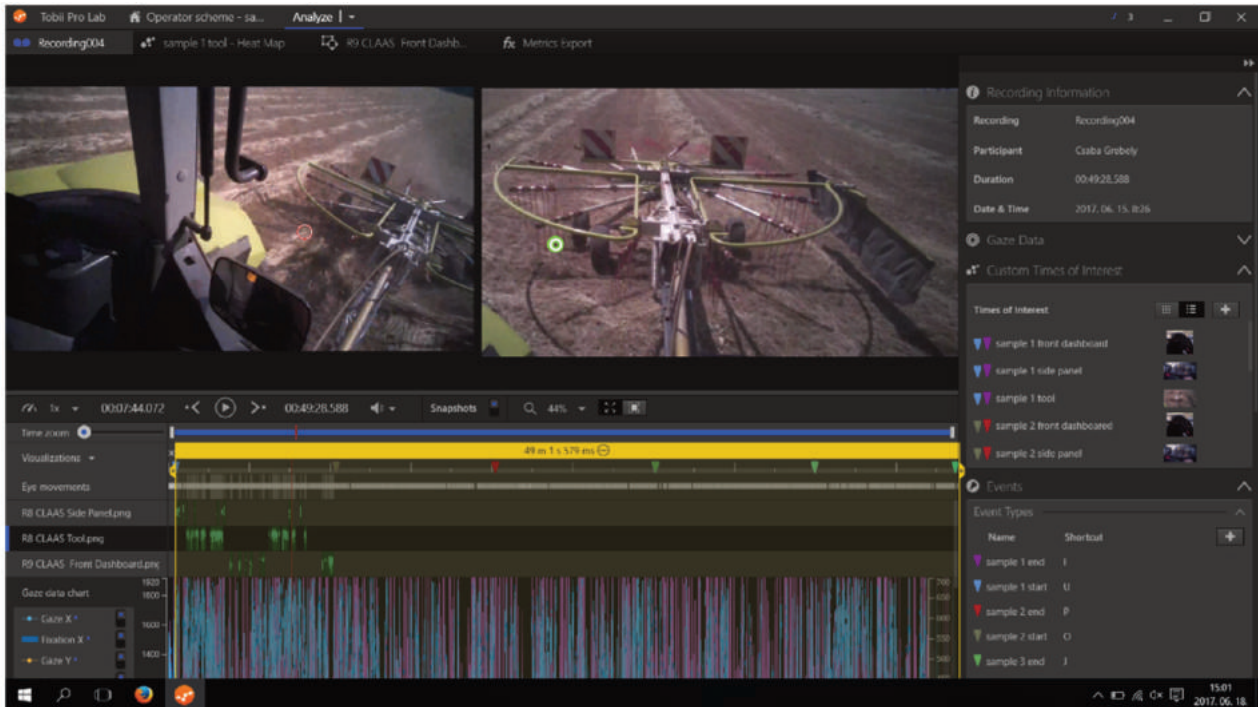 Tobii Pro Lab
Operator scheme - sa...
Analyze
3
Recording004
sample 1 tool - Heat Map
R9 CLAAS Front Dashb...
fx Metrics Export
Recording Information
Recording Recording004
Participant Csaba Grobely
Duration 00:49:28.588
Date & Time 2017. 06. 15. 8:26
Gaze Data
Custom Times of Interest
Times of Interest
sample 1 front dashboard
sample 1 side panel
sample 1 tool
sample 2 front dashboared
sample 2 side panel
Events
Event Types
Name Shortcut
sample 1 end I
sample 1 start U
sample 2 end P
sample 2 start O
sample 3 end J
1x 00:07:44.072 00:49:28.588 Snapshots 44%
Time zoom
49 m 1 s 579 ms
Visualizations
Eye movements
R8 CLAAS Side Panel.png
R8 CLAAS Tool.png
R9 CLAAS Front Dashboard.png
Gaze data chart
1920
1800
1600
1400
700
650
600
550
500
Gaze X
Fixation X
Gaze Y
15:01
2017. 06. 18.